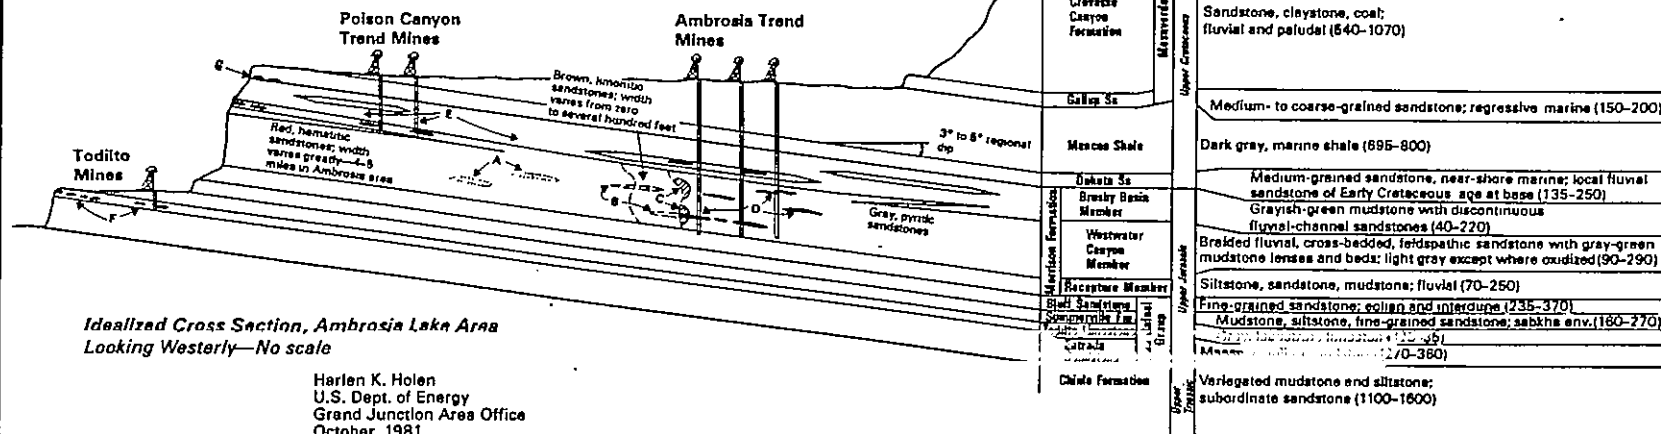 Poison Canyon
Trend Mines
Ambrosia Trend
Mines
G
Brown, limonitic
sandstones; width
varies from zero
to several hundred feet
E
Red, hematitic
sandstones; width
varies greatly—4-5
miles in Ambrosia area
A
3° to 5° regional
dip
Todilto
Mines
F
B
C
D
Gray, pyritic
sandstones
Idealized Cross Section, Ambrosia Lake Area
Looking Westerly—No scale
Harlen K. Holen
U.S. Dept. of Energy
Grand Junction Area Office
October, 1981
Canyon
Formation
Upper Cretaceous
Sandstone, claystone, coal;
fluvial and paludal (640-1070)
Gallup Ss
Medium- to coarse-grained sandstone; regressive marine (150-200)
Mancos Shale
Dark gray, marine shale (695-800)
Dakota Ss
Medium-grained sandstone, near-shore marine; local fluvial
sandstone of Early Cretaceous age at base (135-250)
Morrison Formation
Brushy Basin
Member
Grayish-green mudstone with discontinuous
fluvial-channel sandstones (40-220)
Westwater
Canyon
Member
Upper Jurassic
Braided fluvial, cross-bedded, feldspathic sandstone with gray-green
mudstone lenses and beds; light gray except where oxidized (90-290)
Recapture Member
Siltstone, sandstone, mudstone; fluvial (70-250)
Bluff Sandstone
Fine-grained sandstone; eolian and interdune (235-370)
Mudstone, siltstone, fine-grained sandstone; sabkha env. (160-270)
Group
Entrada
Chinle Formation
Upper
Triassic
Variegated mudstone and siltstone;
subordinate sandstone (1100-1600)